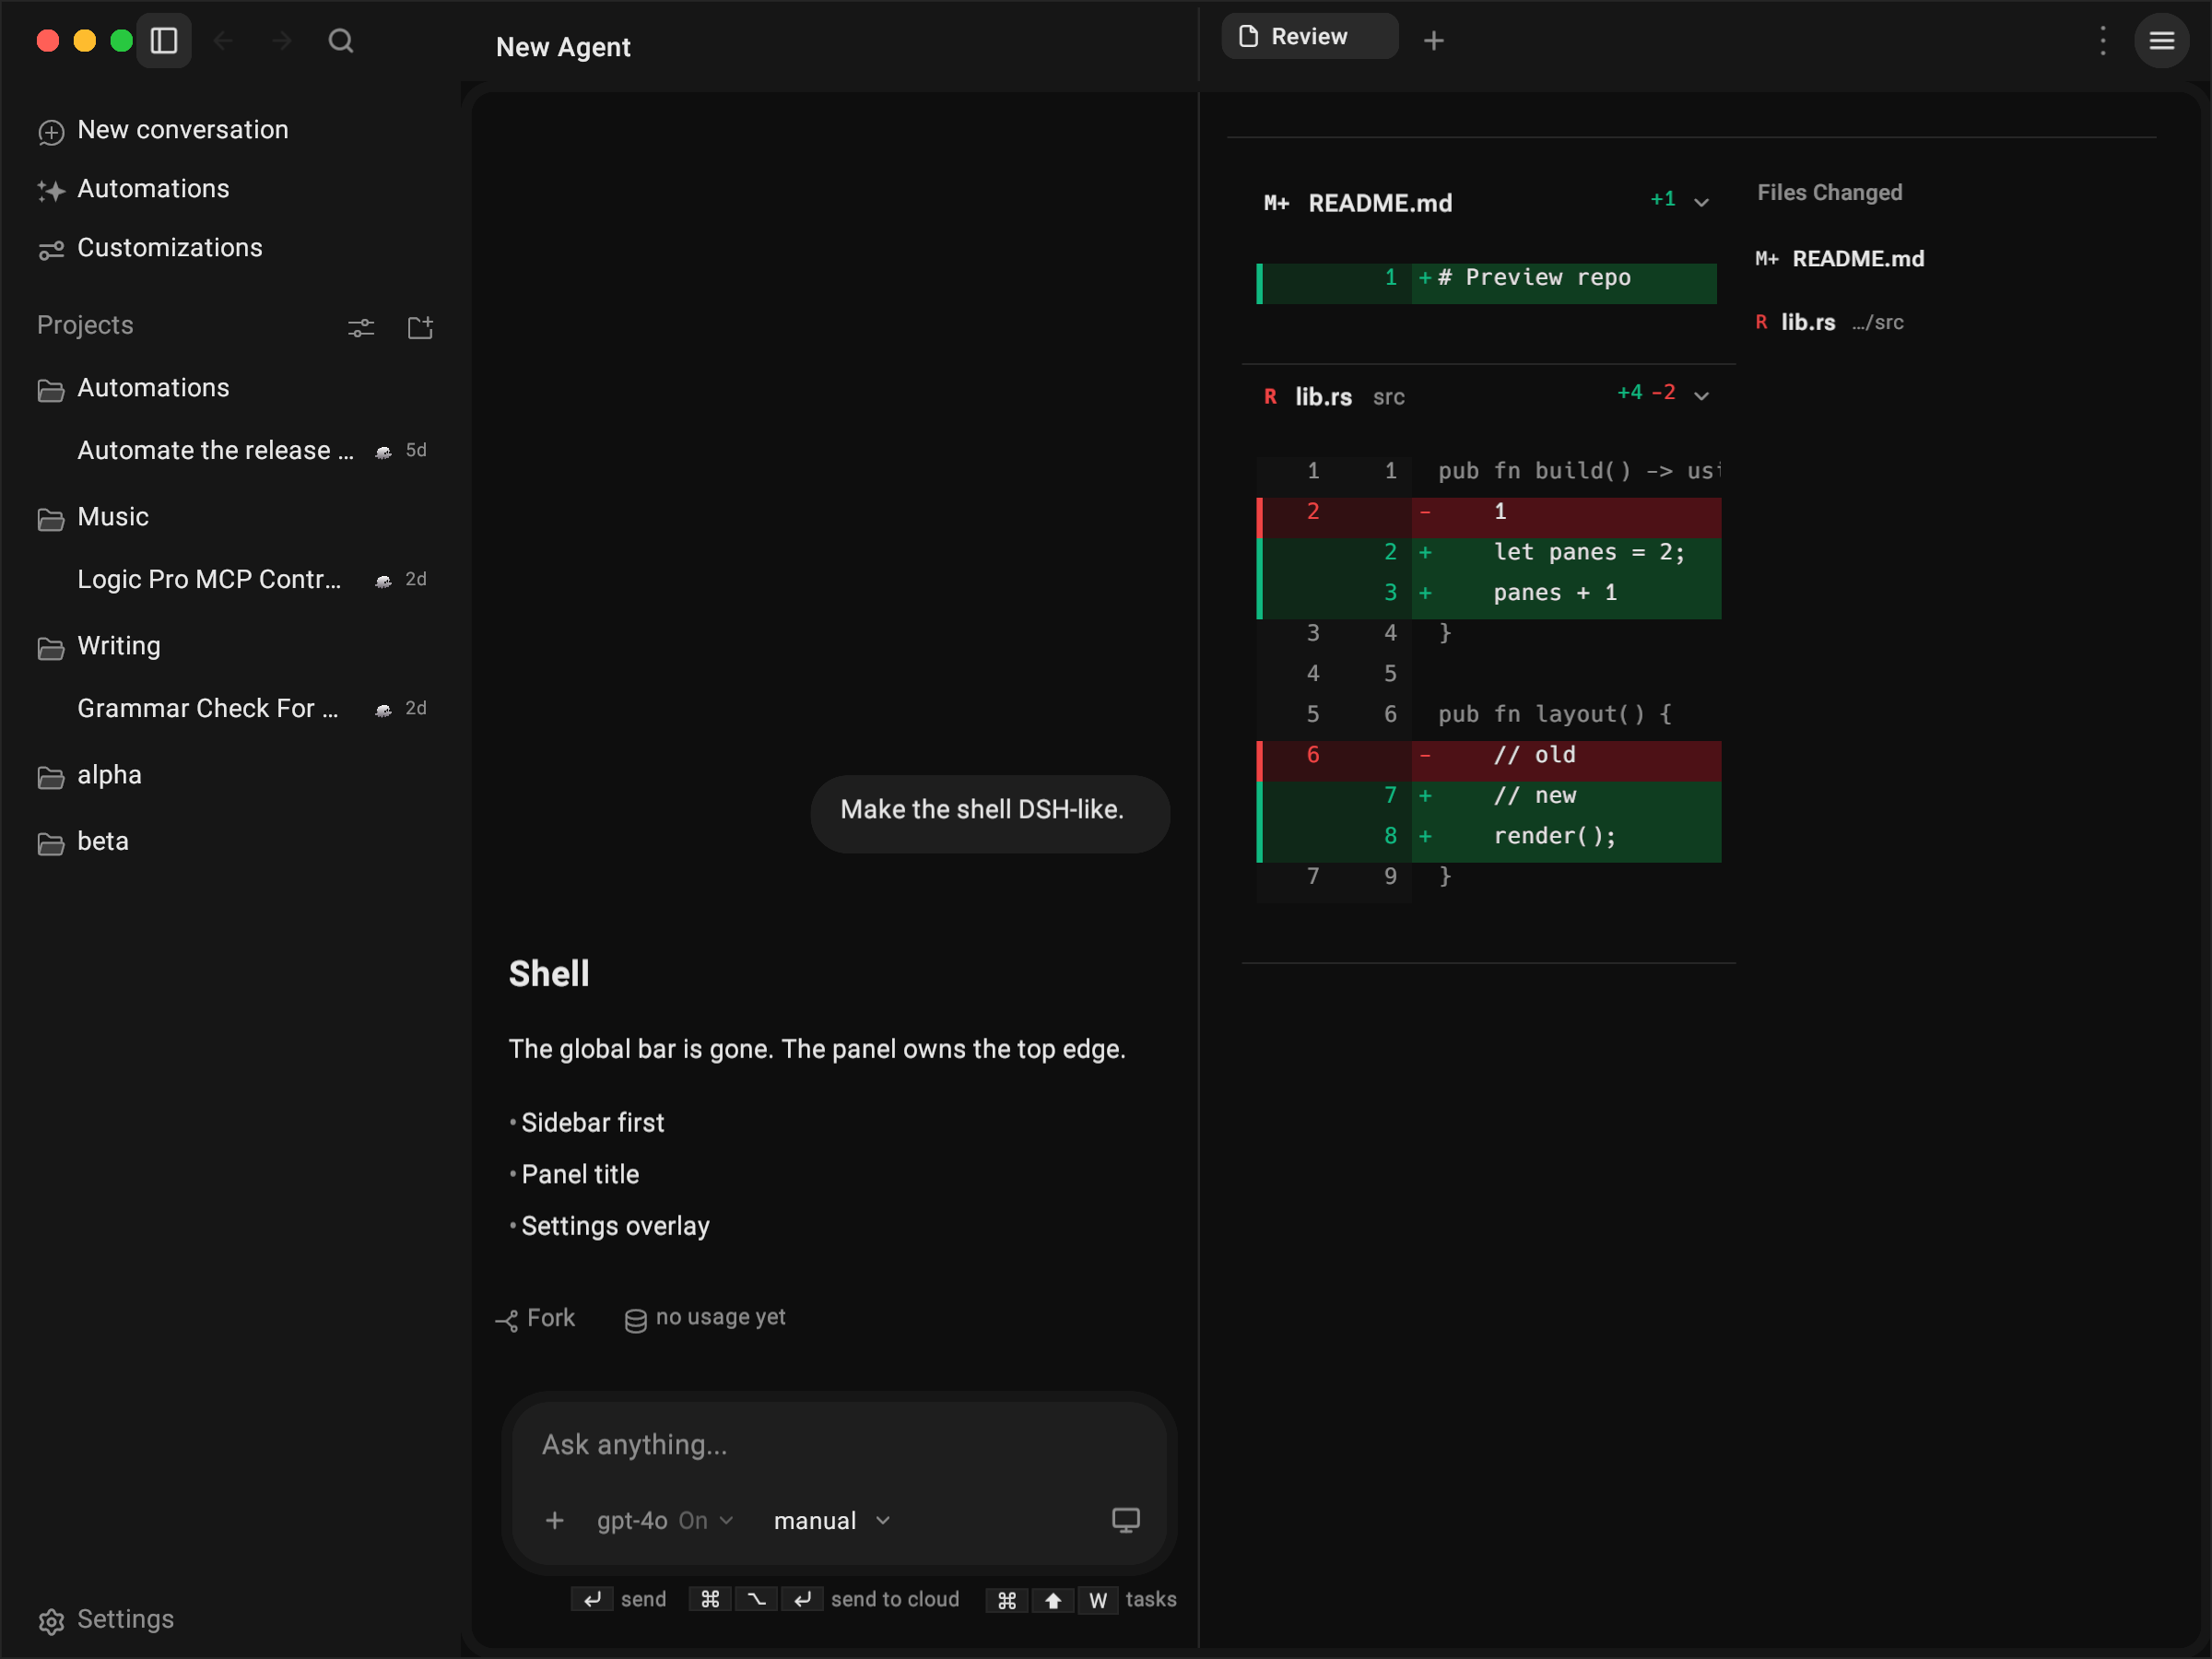 New Agent
Review
New conversation
Automations
Customizations
Projects
Automations
Automate the release ... 5d
Music
Logic Pro MCP Contr... 2d
Writing
Grammar Check For ... 2d
alpha
beta
Settings
Make the shell DSH-like.
Shell
The global bar is gone. The panel owns the top edge.
• Sidebar first
• Panel title
• Settings overlay
Fork no usage yet
Ask anything...
+ gpt-4o On manual
↵ send ⌘ ⌥ ↵ send to cloud ⌘ ⬆ W tasks
M+ README.md +1
1 + # Preview repo
R lib.rs src +4 -2
1 1 pub fn build() -> usi
2 - 1
2 + let panes = 2;
3 + panes + 1
3 4 }
4 5
5 6 pub fn layout() {
6 - // old
7 + // new
8 + render();
7 9 }
Files Changed
M+ README.md
R lib.rs .../src